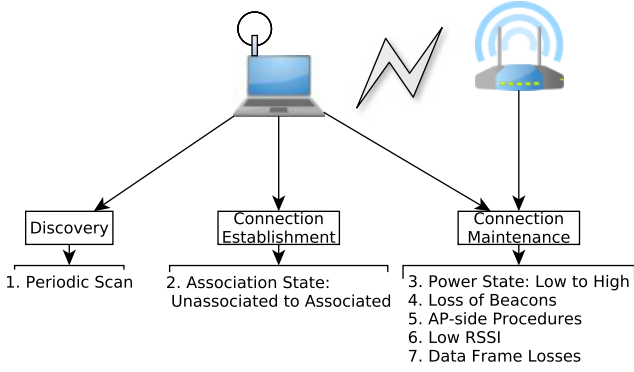 Discovery
Connection
Establishment
Connection
Maintenance
1. Periodic Scan
2. Association State:
Unassociated to Associated
3. Power State: Low to High
4. Loss of Beacons
5. AP-side Procedures
6. Low RSSI
7. Data Frame Losses